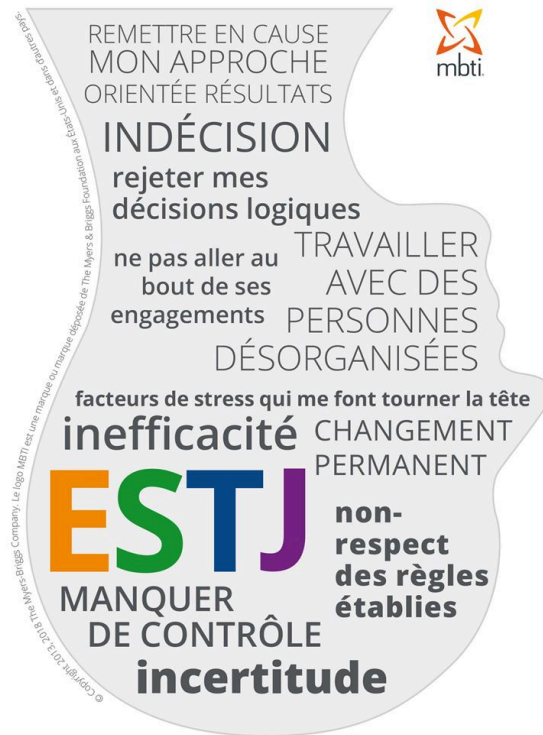 mbti
REMETTRE EN CAUSE
MON APPROCHE
ORIENTÉE RÉSULTATS
INDÉCISION
rejeter mes
décisions logiques
ne pas aller au
bout de ses
engagements
TRAVAILLER
AVEC DES
PERSONNES
DÉSORGANISÉES
facteurs de stress qui me font tourner la tête
inefficacité
CHANGEMENT
PERMANENT
ESTJ
non-
respect
des règles
établies
MANQUER
DE CONTRÔLE
incertitude
© Copyright 2013, 2018 The Myers-Briggs Company. Le logo MBTI est une marque ou marque déposée de The Myers & Briggs Foundation aux États-Unis et dans d'autres pays.